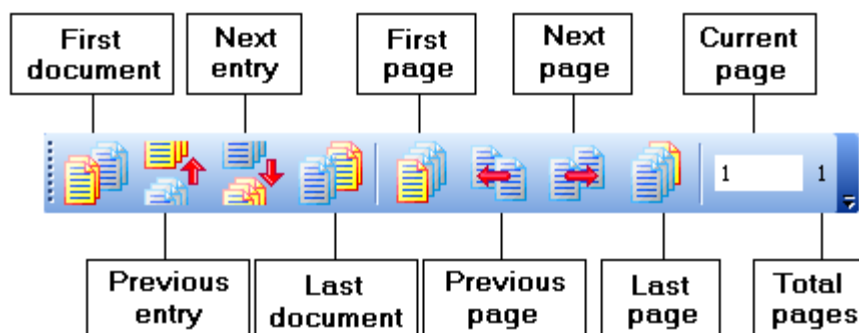 First
document
Next
entry
First
page
Next
page
Current
page
1
1
Previous
entry
Last
document
Previous
page
Last
page
Total
pages